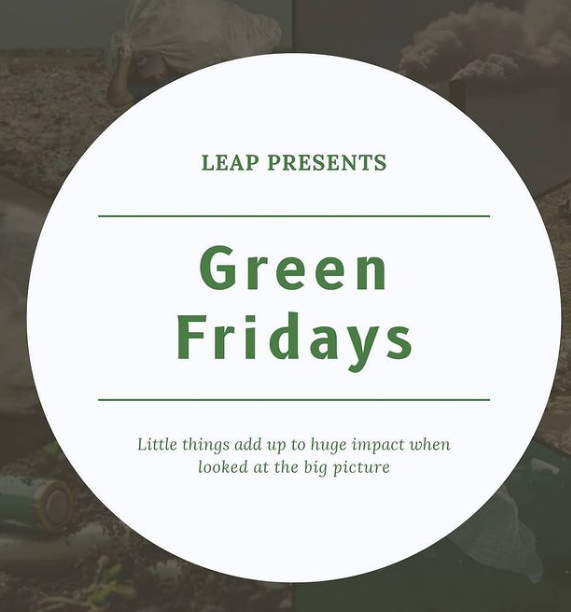 LEAP PRESENTS
Green
Fridays
Little things add up to huge impact when
looked at the big picture